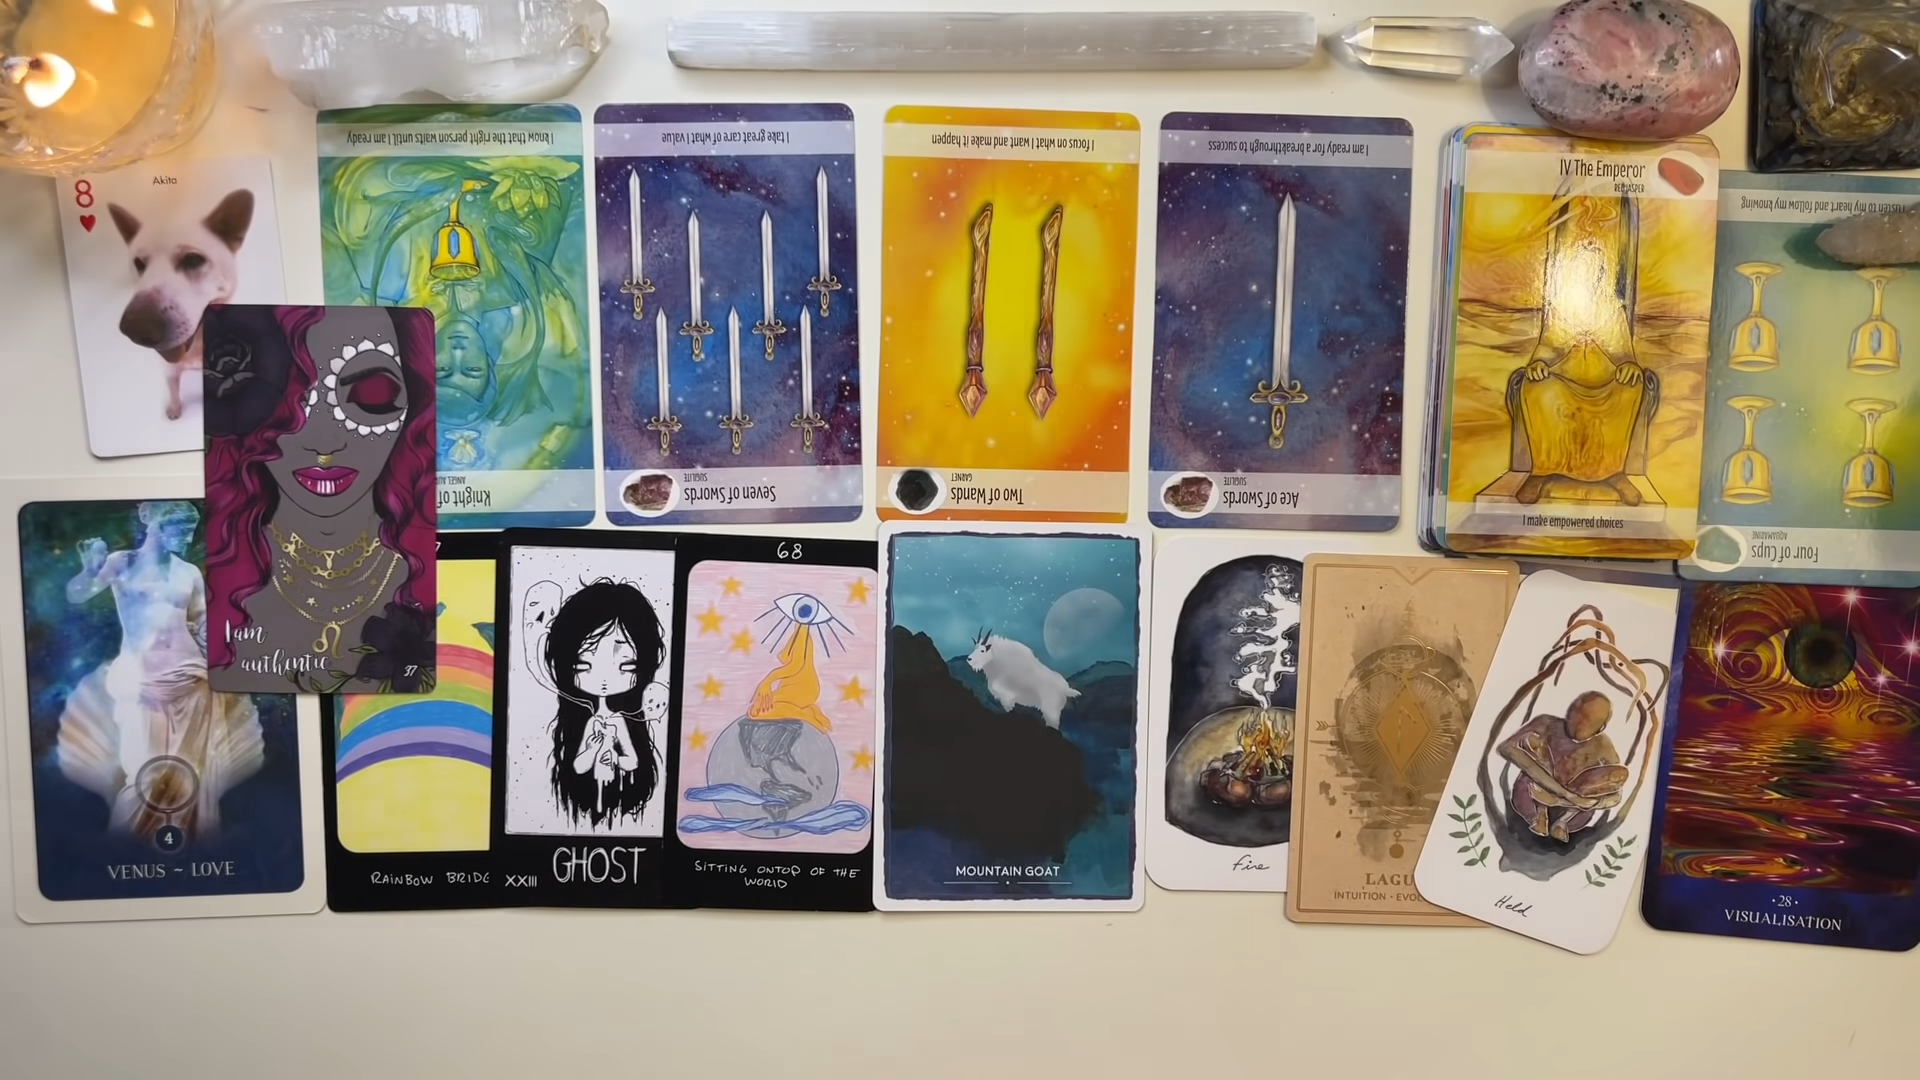 8
Akita
I know that the right person waits until I am ready
Knight of
I take great care of what I value
Seven of Swords
SUGILITE
I focus on what I want and make it happen
Two of Wands
GARNET
I am ready for a breakthrough to success
Ace of Swords
SUGILITE
IV The Emperor
RED JASPER
I make empowered choices
I listen to my heart and follow my knowing
Four of Cups
AQUAMARINE
I am
authentic
37
4
VENUS ~ LOVE
RAINBOW BRIDG
XXIII
GHOST
68
SITTING ONTOP OF THE
WORLD
MOUNTAIN GOAT
fire
LAGU
INTUITION • EVOL
Held
• 28 •
VISUALISATION